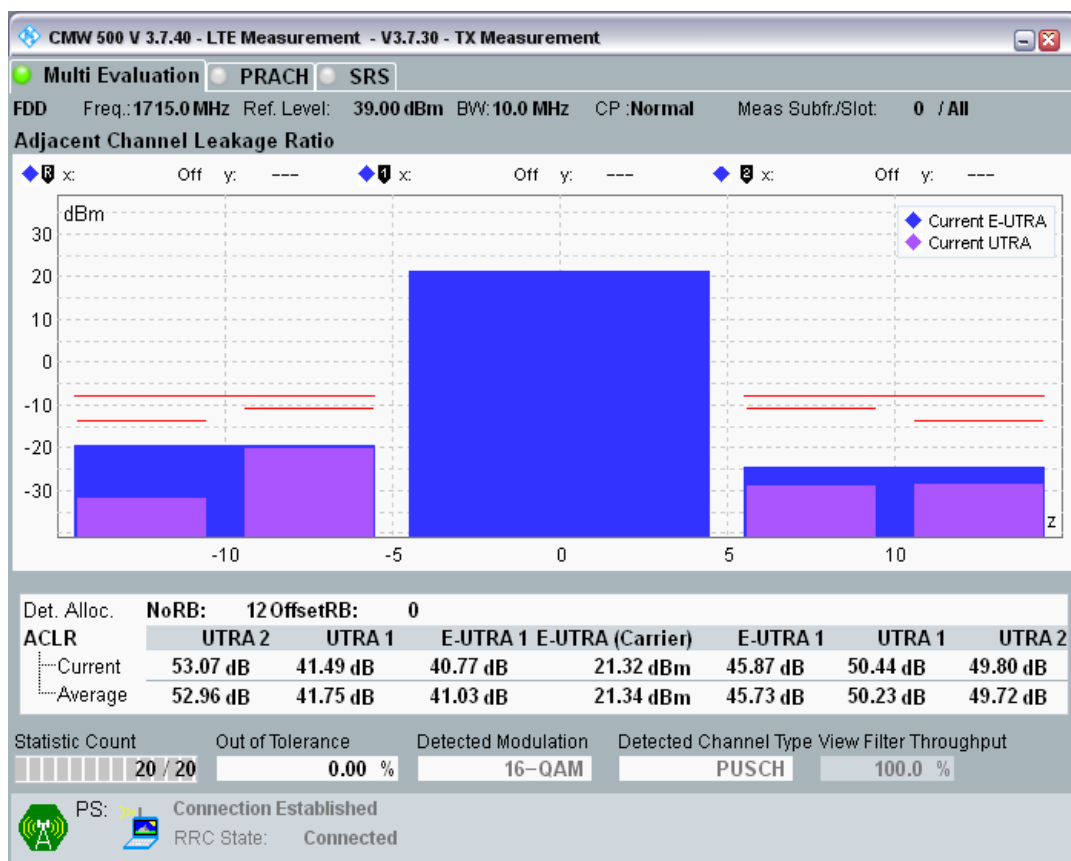 CMW 500 V 3.7.40 - LTE Measurement - V3.7.30 - TX Measurement
Multi Evaluation PRACH SRS
FDD Freq.: 1715.0 MHz Ref. Level: 39.00 dBm BW: 10.0 MHz CP : Normal Meas Subfr./Slot: 0 / All
Adjacent Channel Leakage Ratio
R x: Off y: --- 1 x: Off y: --- 2 x: Off y: ---
dBm
Current E-UTRA
Current UTRA
30
20
10
0
-10
-20
-30
z
-10 -5 0 5 10
Det. Alloc. NoRB: 12 OffsetRB: 0
ACLR UTRA 2 UTRA 1 E-UTRA 1 E-UTRA (Carrier) E-UTRA 1 UTRA 1 UTRA 2
Current 53.07 dB 41.49 dB 40.77 dB 21.32 dBm 45.87 dB 50.44 dB 49.80 dB
Average 52.96 dB 41.75 dB 41.03 dB 21.34 dBm 45.73 dB 50.23 dB 49.72 dB
Statistic Count Out of Tolerance Detected Modulation Detected Channel Type View Filter Throughput
20 / 20 0.00 % 16-QAM PUSCH 100.0 %
PS: Connection Established
RRC State: Connected